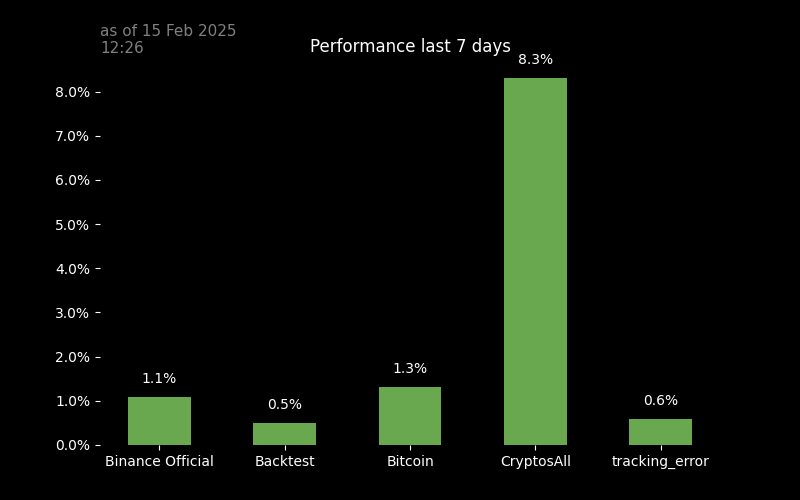 as of 15 Feb 2025
12:26
Performance last 7 days
8.3%
8.0%
7.0%
6.0%
5.0%
4.0%
3.0%
2.0%
1.0%
0.0%
1.1%
0.5%
1.3%
0.6%
Binance Official
Backtest
Bitcoin
CryptosAll
tracking_error